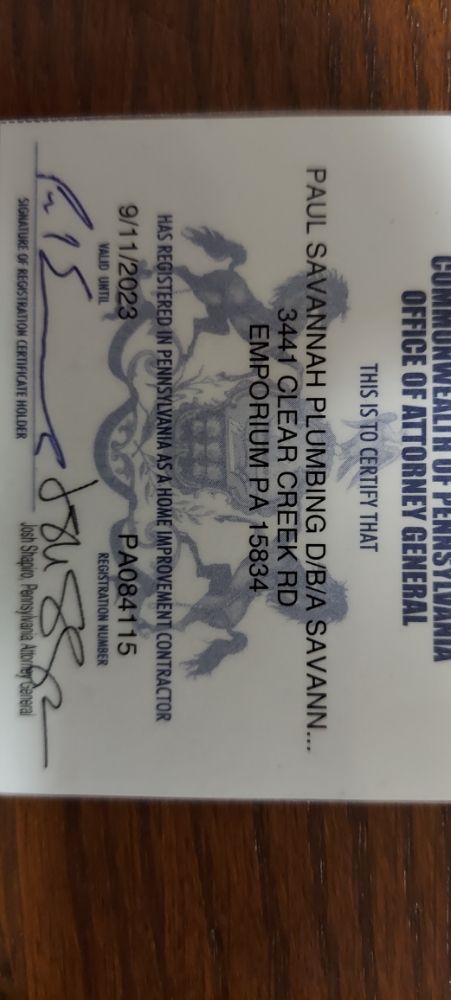 COMMONWEALTH OF PENNSYLVANIA
OFFICE OF ATTORNEY GENERAL
THIS IS TO CERTIFY THAT
PAUL SAVANNAH PLUMBING D/B/A SAVANN...
3441 CLEAR CREEK RD
EMPORIUM PA 15834
HAS REGISTERED IN PENNSYLVANIA AS A HOME IMPROVEMENT CONTRACTOR
9/11/2023 PA084115
VALID UNTIL REGISTRATION NUMBER
SIGNATURE OF REGISTRATION CERTIFICATE HOLDER Josh Shapiro, Pennsylvania Attorney General